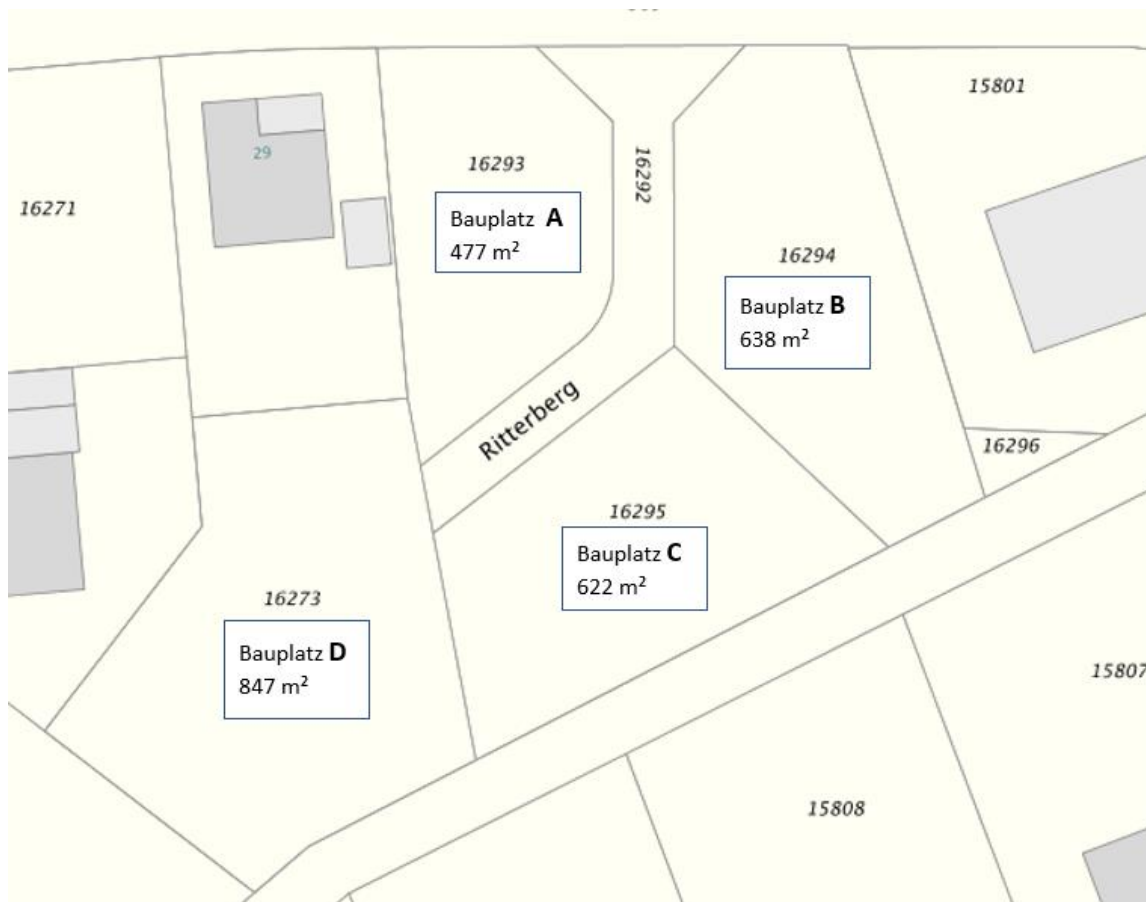 15801
29
16293
16292
16271
Bauplatz A
477 m²
16294
Bauplatz B
638 m²
Ritterberg
16296
16295
Bauplatz C
622 m²
16273
Bauplatz D
847 m²
15807
15808